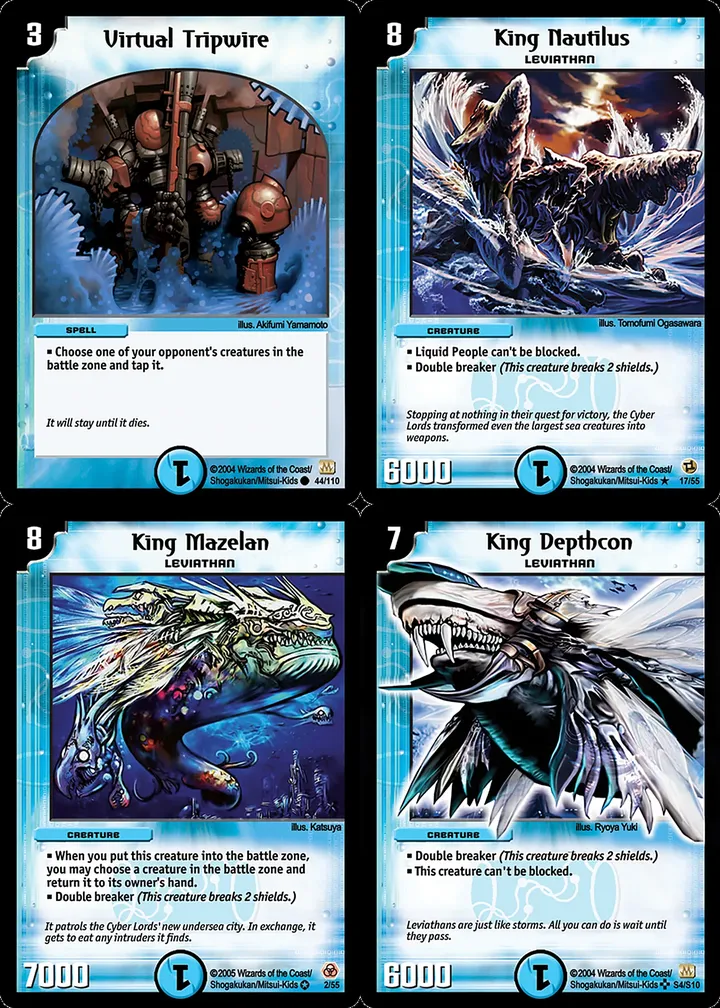 3
Virtual Tripwire
illus. Akifumi Yamamoto
SPELL
▪ Choose one of your opponent's creatures in the
battle zone and tap it.
It will stay until it dies.
1
©2004 Wizards of the Coast/
Shogakukan/Mitsui-Kids ● 44/110
8
King Nautilus
LEVIATHAN
illus. Tomofumi Ogasawara
CREATURE
▪ Liquid People can't be blocked.
▪ Double breaker (This creature breaks 2 shields.)
Stopping at nothing in their quest for victory, the Cyber
Lords transformed even the largest sea creatures into
weapons.
6000
1
©2004 Wizards of the Coast/
Shogakukan/Mitsui-Kids ★ 17/55
8
King Mazelan
LEVIATHAN
illus. Katsuya
CREATURE
▪ When you put this creature into the battle zone,
you may choose a creature in the battle zone and
return it to its owner's hand.
▪ Double breaker (This creature breaks 2 shields.)
It patrols the Cyber Lords' new undersea city. In exchange, it
gets to eat any intruders it finds.
7000
1
©2005 Wizards of the Coast/
Shogakukan/Mitsui-Kids ✪ 2/55
7
King Depthcon
LEVIATHAN
illus. Ryoya Yuki
CREATURE
▪ Double breaker (This creature breaks 2 shields.)
▪ This creature can't be blocked.
Leviathans are just like storms. All you can do is wait until
they pass.
6000
1
©2004 Wizards of the Coast/
Shogakukan/Mitsui-Kids S4/S10